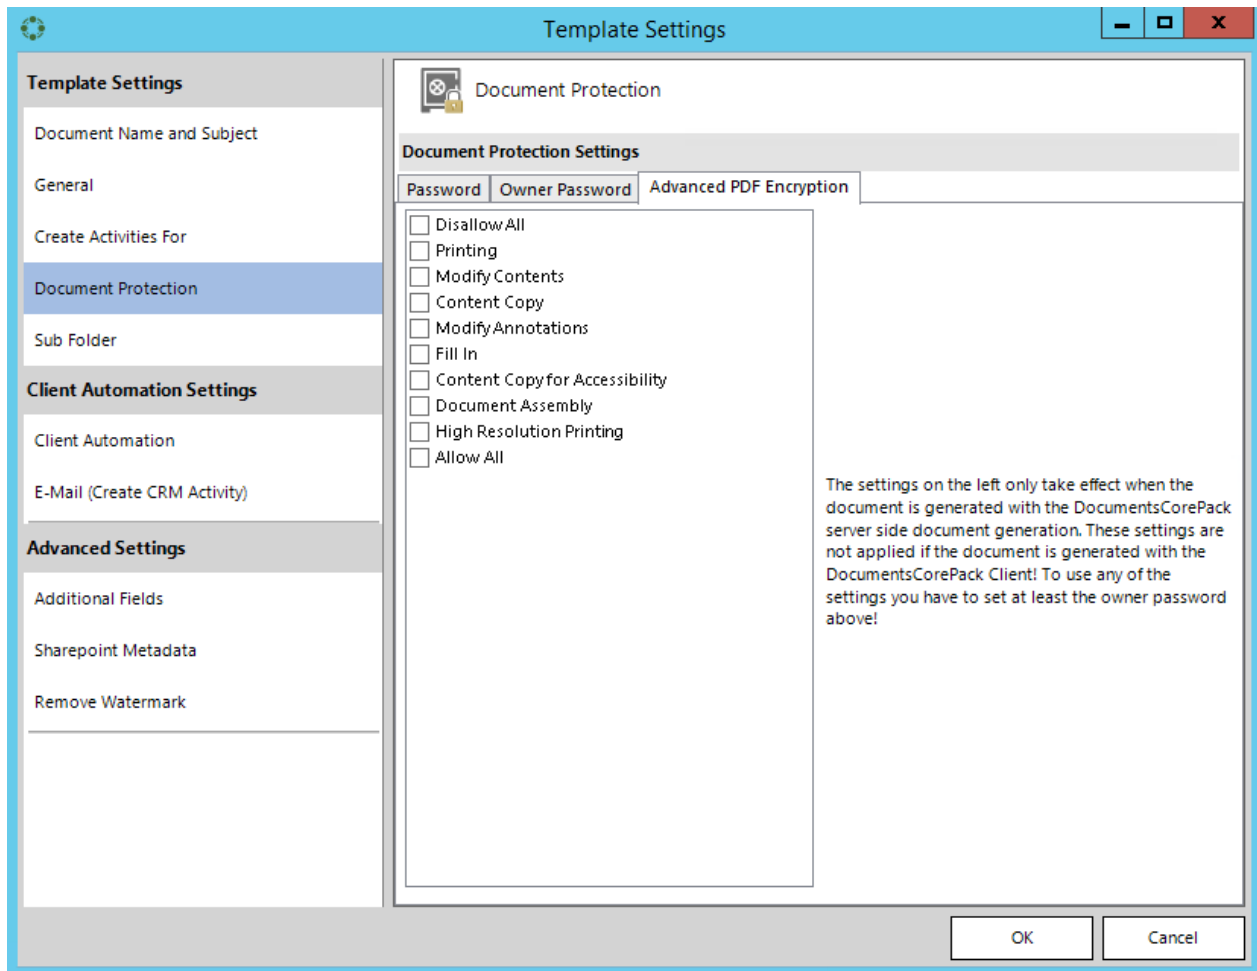 Template Settings
X
Template Settings
Document Name and Subject
General
Create Activities For
Document Protection
Sub Folder
Client Automation Settings
Client Automation
E-Mail (Create CRM Activity)
Advanced Settings
Additional Fields
Sharepoint Metadata
Remove Watermark
Document Protection
Document Protection Settings
Password Owner Password Advanced PDF Encryption
Disallow All
Printing
Modify Contents
Content Copy
Modify Annotations
Fill In
Content Copy for Accessibility
Document Assembly
High Resolution Printing
Allow All
The settings on the left only take effect when the
document is generated with the DocumentsCorePack
server side document generation. These settings are
not applied if the document is generated with the
DocumentsCorePack Client! To use any of the
settings you have to set at least the owner password
above!
OK Cancel